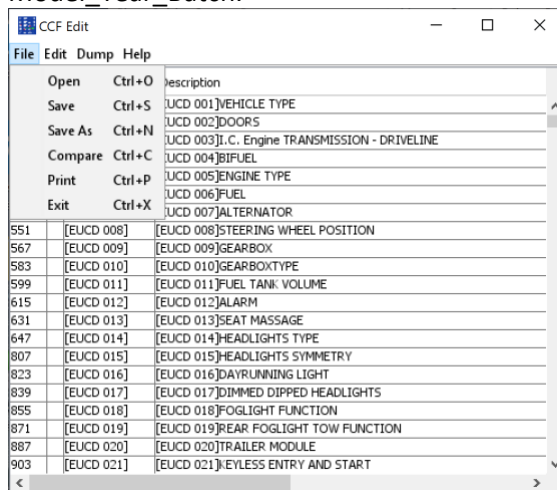 Model_Year_Batch.
CCF Edit
File Edit Dump Help
Description
Open Ctrl+O
Save Ctrl+S
Save As Ctrl+N
Compare Ctrl+C
Print Ctrl+P
Exit Ctrl+X
[EUCD 001]VEHICLE TYPE
[EUCD 002]DOORS
[EUCD 003]I.C. Engine TRANSMISSION - DRIVELINE
[EUCD 004]BIFUEL
[EUCD 005]ENGINE TYPE
[EUCD 006]FUEL
[EUCD 007]ALTERNATOR
551 [EUCD 008] [EUCD 008]STEERING WHEEL POSITION
567 [EUCD 009] [EUCD 009]GEARBOX
583 [EUCD 010] [EUCD 010]GEARBOXTYPE
599 [EUCD 011] [EUCD 011]FUEL TANK VOLUME
615 [EUCD 012] [EUCD 012]ALARM
631 [EUCD 013] [EUCD 013]SEAT MASSAGE
647 [EUCD 014] [EUCD 014]HEADLIGHTS TYPE
807 [EUCD 015] [EUCD 015]HEADLIGHTS SYMMETRY
823 [EUCD 016] [EUCD 016]DAYRUNNING LIGHT
839 [EUCD 017] [EUCD 017]DIMMED DIPPED HEADLIGHTS
855 [EUCD 018] [EUCD 018]FOGLIGHT FUNCTION
871 [EUCD 019] [EUCD 019]REAR FOGLIGHT TOW FUNCTION
887 [EUCD 020] [EUCD 020]TRAILER MODULE
903 [EUCD 021] [EUCD 021]KEYLESS ENTRY AND START